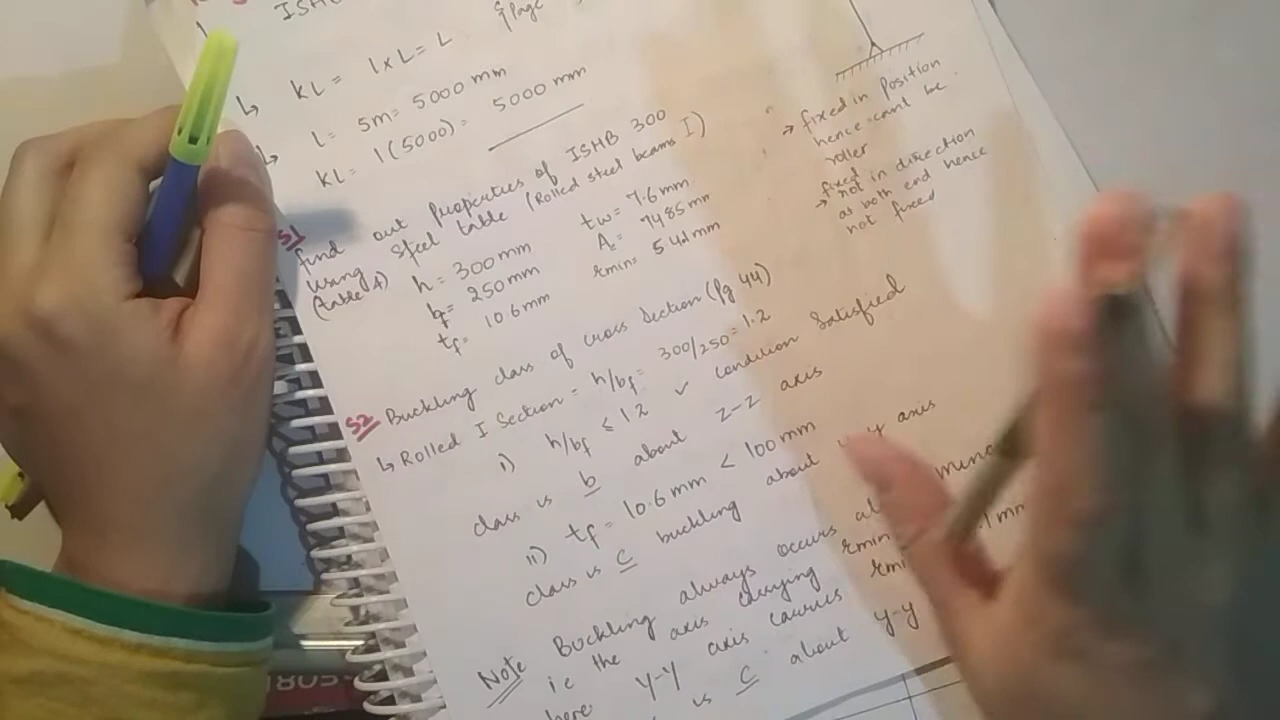 ISHB
kL = 1 x L = L
L = 5m = 5000 mm
kL = 1(5000) = 5000 mm
S1
find out properties of ISHB 300
using steel table (Rolled steel beams I)
(table 1)
h = 300 mm
bf = 250 mm
tf = 10.6 mm
tw = 7.6 mm
A = 7485 mm
rmin = 54.1 mm
→ fixed in Position
hence cant be
roller
→ fixed
not in direction
as both end hence
not fixed
S2 Buckling class of cross section (Pg 44)
↳ Rolled I Section = h/bf = 300/250 = 1.2
i) h/bf ≤ 1.2 ✓ condition Satisfied
class is b about z-z axis
ii) tf = 10.6 mm < 100 mm
class is C buckling about y-y axis
Note Buckling always occurs
ie the axis carrying rmin
here y-y axis carries
is C about y-y
1805